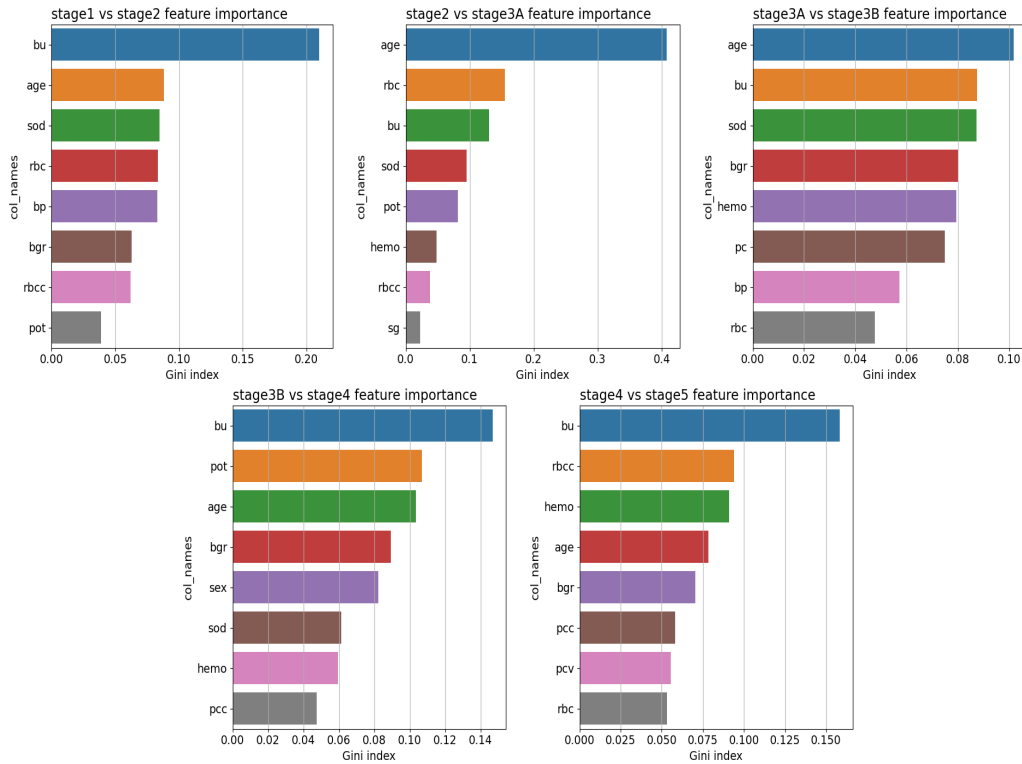 stage1 vs stage2 feature importance
col_names
bu
age
sod
rbc
bp
bgr
rbcc
pot
0.00 0.05 0.10 0.15 0.20
Gini index
stage2 vs stage3A feature importance
col_names
age
rbc
bu
sod
pot
hemo
rbcc
sg
0.0 0.1 0.2 0.3 0.4
Gini index
stage3A vs stage3B feature importance
col_names
age
bu
sod
bgr
hemo
pc
bp
rbc
0.00 0.02 0.04 0.06 0.08 0.10
Gini index
stage3B vs stage4 feature importance
col_names
bu
pot
age
bgr
sex
sod
hemo
pcc
0.00 0.02 0.04 0.06 0.08 0.10 0.12 0.14
Gini index
stage4 vs stage5 feature importance
col_names
bu
rbcc
hemo
age
bgr
pcc
pcv
rbc
0.000 0.025 0.050 0.075 0.100 0.125 0.150
Gini index